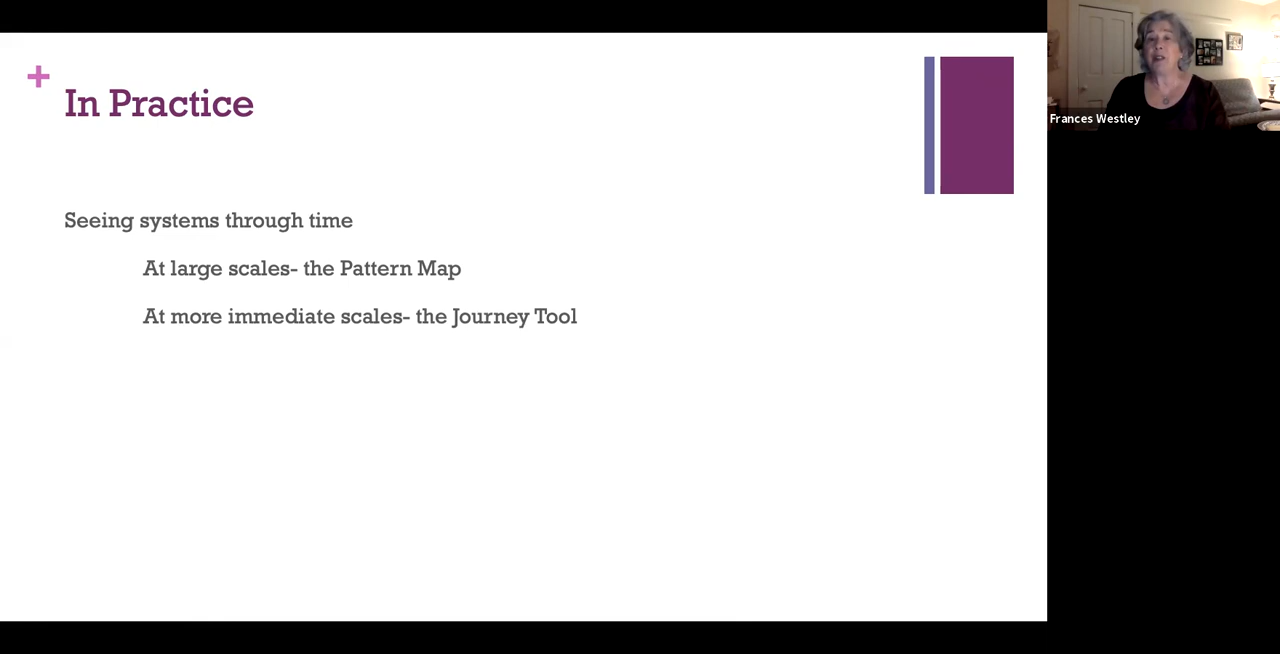 +
In Practice
Seeing systems through time
At large scales- the Pattern Map
At more immediate scales- the Journey Tool
Frances Westley